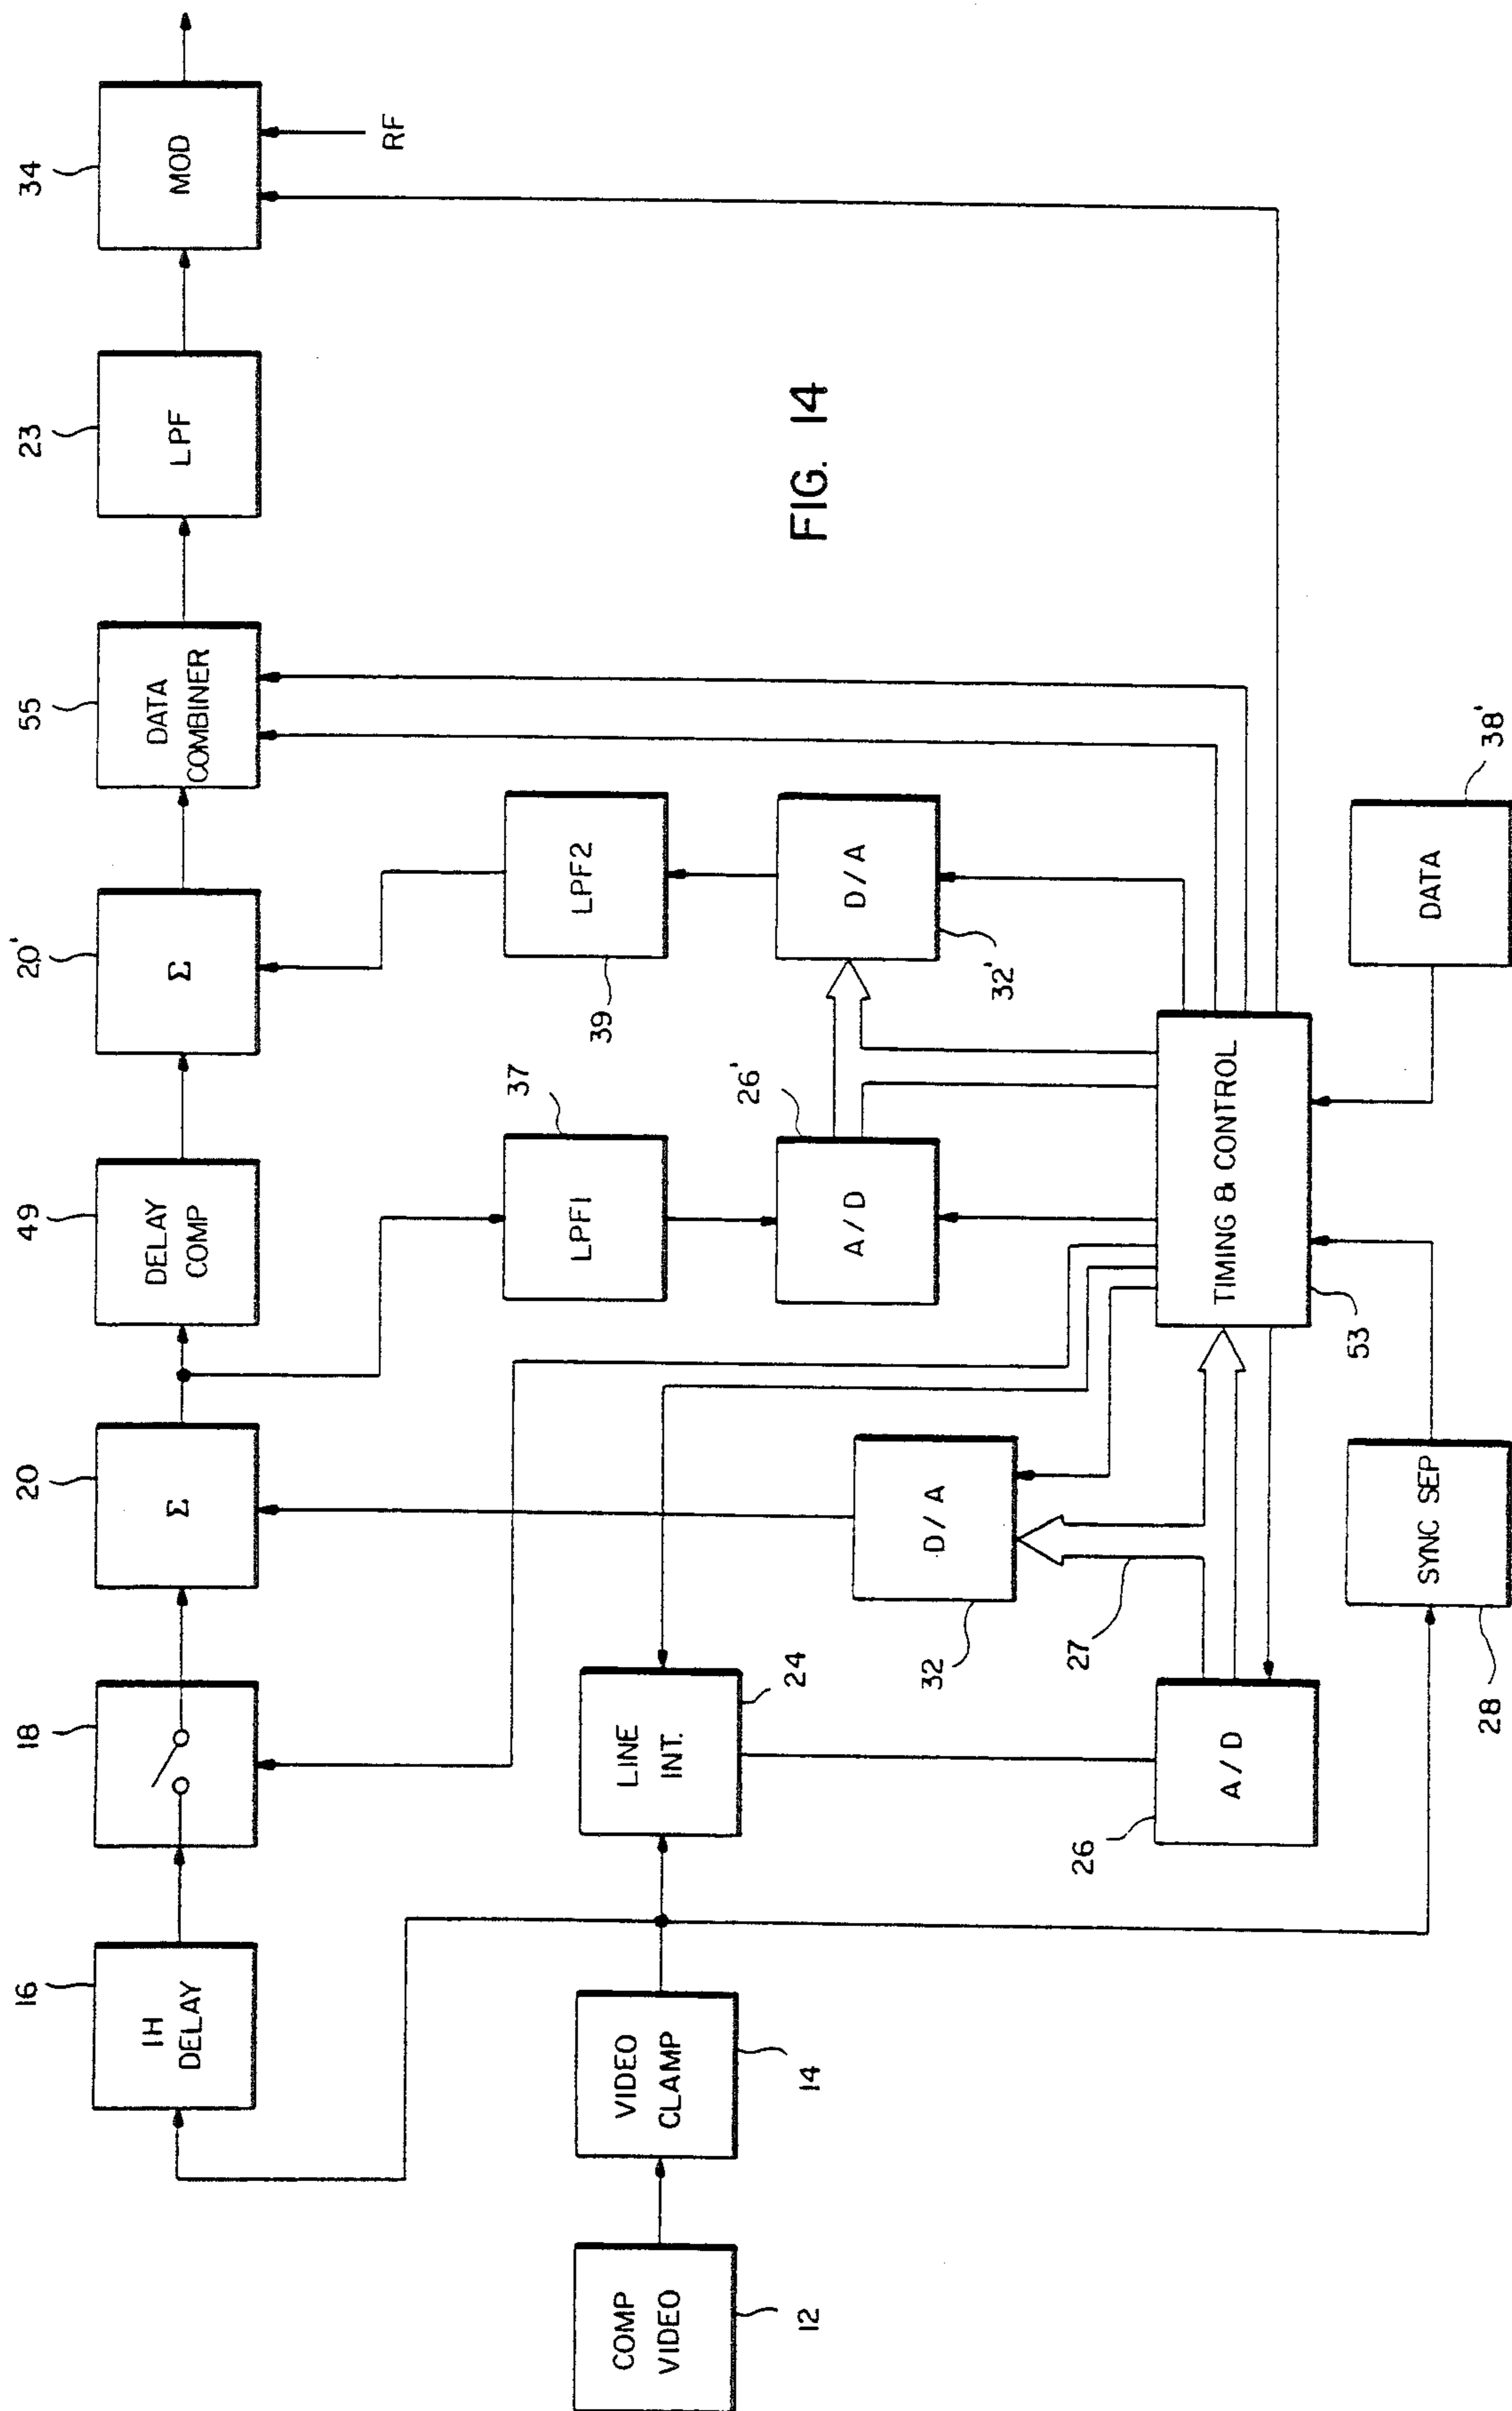 16
1H
DELAY
18
20
Σ
49
DELAY
COMP
20'
Σ
55
DATA
COMBINER
23
LPF
34
MOD
RF
COMP
VIDEO
12
VIDEO
CLAMP
14
LINE
INT.
24
LPF1
37
LPF2
39
D/A
32
27
A/D
26'
D/A
32'
FIG. 14
A/D
26
TIMING & CONTROL
53
SYNC SEP
28
DATA
38'